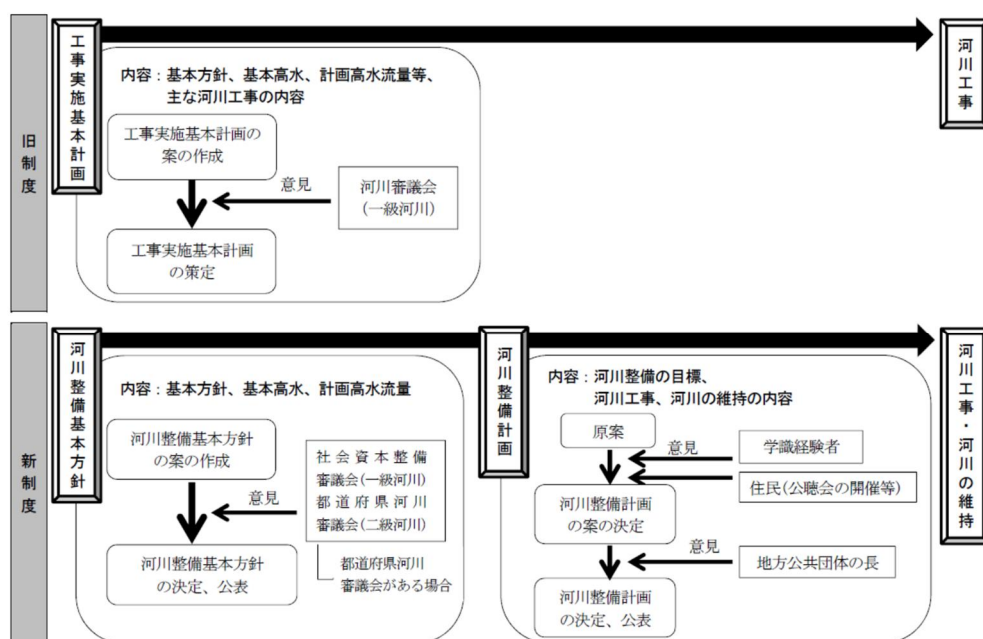 旧制度
工事実施基本計画
内容：基本方針、基本高水、計画高水流量等、
主な河川工事の内容
工事実施基本計画の
案の作成
意見
河川審議会
(一級河川)
工事実施基本計画
の策定
河川工事
新制度
河川整備基本方針
内容：基本方針、基本高水、計画高水流量
河川整備基本方針
の案の作成
意見
社会資本整備
審議会(一級河川)
都道府県河川
審議会(二級河川)
都道府県河川
審議会がある場合
河川整備基本方針
の決定、公表
河川整備計画
内容：河川整備の目標、
河川工事、河川の維持の内容
原案
意見
学識経験者
住民(公聴会の開催等)
河川整備計画
の案の決定
意見
地方公共団体の長
河川整備計画
の決定、公表
河川工事・河川の維持